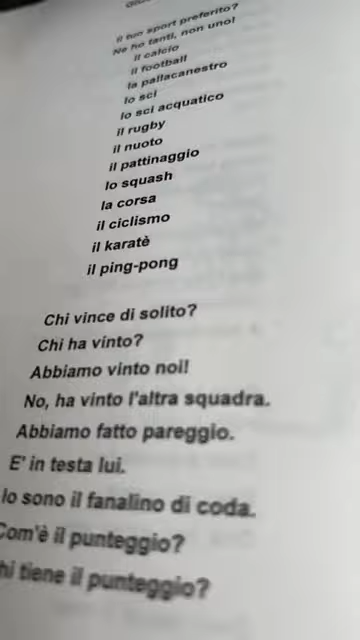 Il tuo sport preferito?
Ne ho tanti, non uno!
il calcio
il football
la pallacanestro
lo sci
lo sci acquatico
il rugby
il nuoto
il pattinaggio
lo squash
la corsa
il ciclismo
il karatè
il ping-pong
Chi vince di solito?
Chi ha vinto?
Abbiamo vinto noi!
No, ha vinto l'altra squadra.
Abbiamo fatto pareggio.
E' in testa lui.
Io sono il fanalino di coda.
Com'è il punteggio?
hi tiene il punteggio?